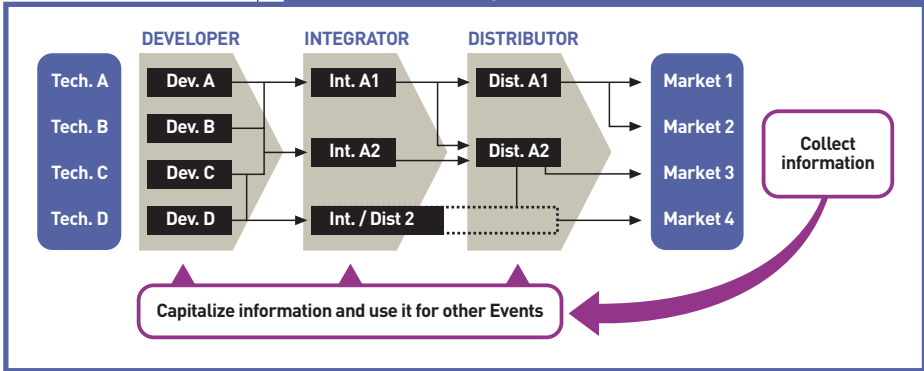 DEVELOPER INTEGRATOR DISTRIBUTOR
Tech. A Dev. A Int. A1 Dist. A1 Market 1
Tech. B Dev. B Market 2
Int. A2 Dist. A2
Tech. C Dev. C Market 3
Tech. D Dev. D Int. / Dist 2 Market 4
Collect
information
Capitalize information and use it for other Events